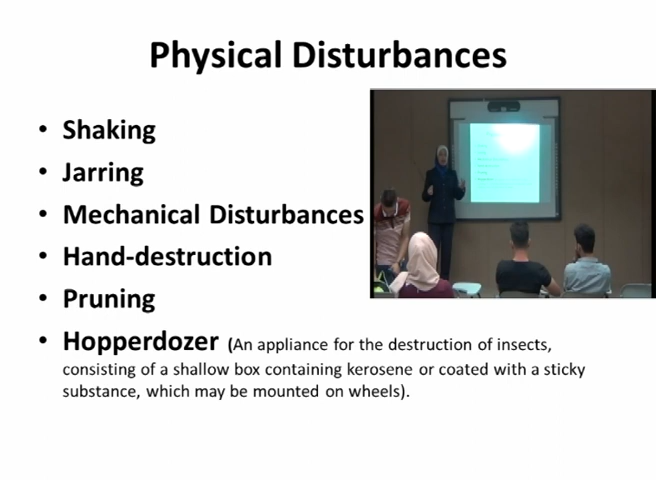 Physical Disturbances
• Shaking
• Jarring
• Mechanical Disturbances
• Hand-destruction
• Pruning
• Hopperdozer (An appliance for the destruction of insects,
consisting of a shallow box containing kerosene or coated with a sticky
substance, which may be mounted on wheels).